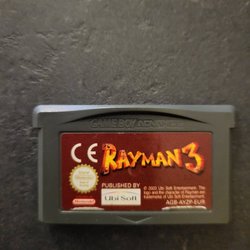 GAME BOY ADVANCE
CE
RAYMAN 3
PUBLISHED BY
Ubi Soft
Nintendo
© 2003 Ubi Soft Entertainment. The
logo and the character of Rayman are
trademarks of Ubi Soft Entertainment.
AGB-AYZP-EUR